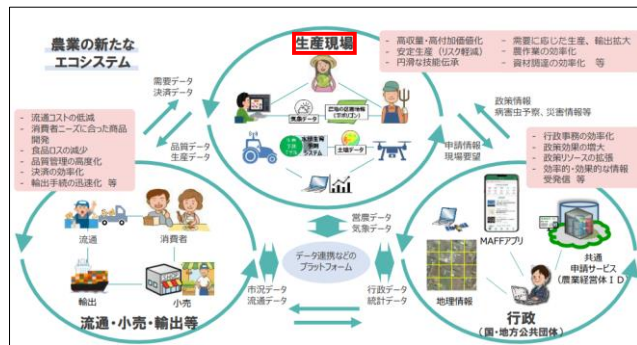 農業の新たな
エコシステム
生産現場
- 高収量・高付加価値化
- 安定生産（リスク軽減）
- 円滑な技能伝承
- 需要に応じた生産、輸出拡大
- 農作業の効率化
- 資材調達の効率化　等
需要データ
決済データ
- 流通コストの低減
- 消費者ニーズに合った商品
開発
- 食品ロスの減少
- 品質管理の高度化
- 決済の効率化
- 輸出手続の迅速化　等
品質データ
生産データ
気象データ
土壌データ
政策情報
病害虫予察、災害情報等
申請情報
現場要望
- 行政事務の効率化
- 政策効果の増大
- 政策リソースの拡張
- 効率的・効果的な情報
受発信　等
流通
消費者
輸出
小売
流通・小売・輸出等
営農データ
気象データ
データ連携などの
プラットフォーム
市況データ
流通データ
行政データ
統計データ
MAFFアプリ
共通
申請サービス
（農業経営体ＩＤ）
地理情報
行政
（国・地方公共団体）